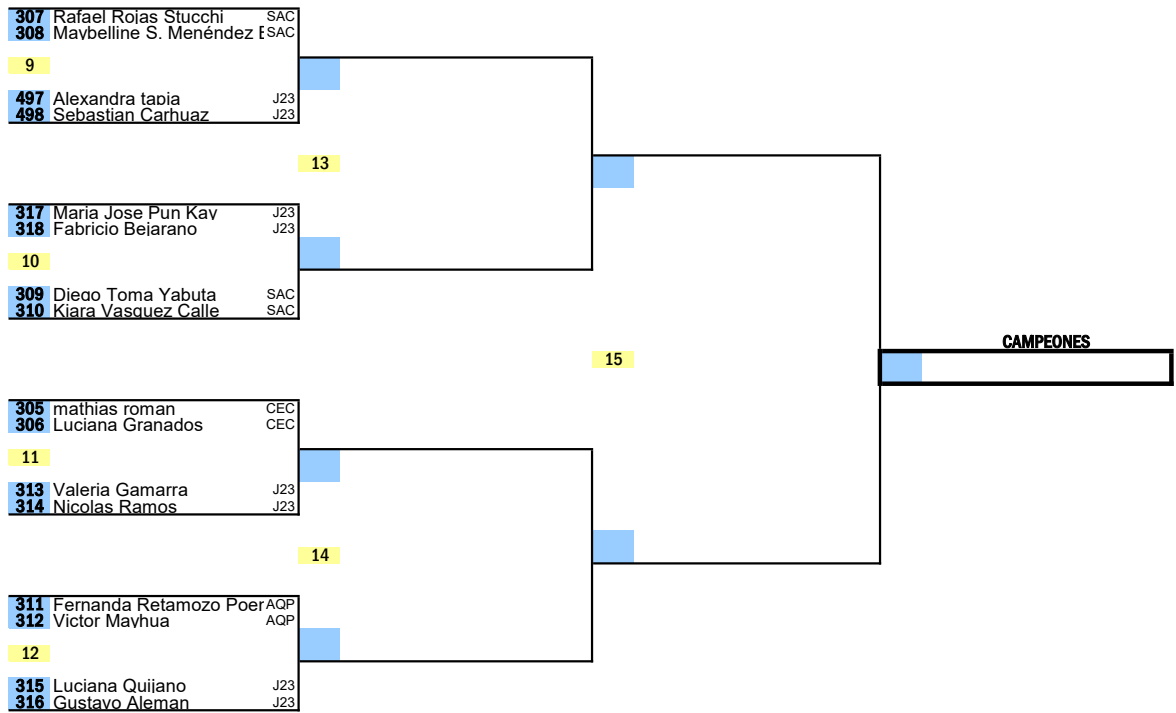 307 Rafael Rojas Stucchi SAC
308 Maybelline S. Menéndez E SAC
9
497 Alexandra tapia J23
498 Sebastian Carhuaz J23
13
317 Maria Jose Pun Kay J23
318 Fabricio Bejarano J23
10
309 Diego Toma Yabuta SAC
310 Kiara Vasquez Calle SAC
CAMPEONES
15
305 mathias roman CEC
306 Luciana Granados CEC
11
313 Valeria Gamarra J23
314 Nicolas Ramos J23
14
311 Fernanda Retamozo Poer AQP
312 Victor Mayhua AQP
12
315 Luciana Quijano J23
316 Gustavo Aleman J23